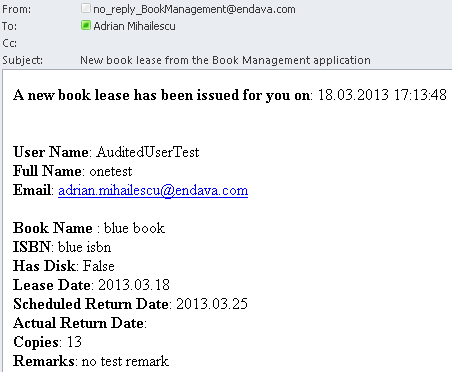 From: no_reply_BookManagement@endava.com
To: Adrian Mihailescu
Cc:
Subject: New book lease from the Book Management application
A new book lease has been issued for you on: 18.03.2013 17:13:48
User Name: AuditedUserTest
Full Name: onetest
Email: adrian.mihailescu@endava.com
Book Name : blue book
ISBN: blue isbn
Has Disk: False
Lease Date: 2013.03.18
Scheduled Return Date: 2013.03.25
Actual Return Date:
Copies: 13
Remarks: no test remark